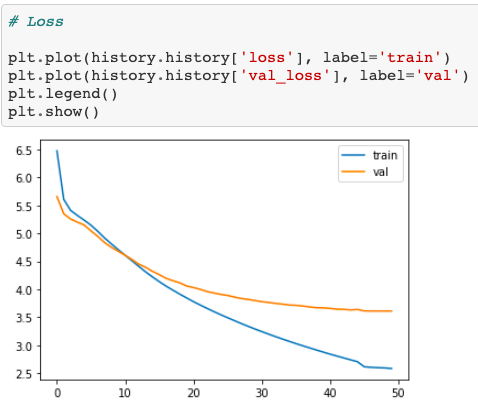 # Loss
plt.plot(history.history['loss'], label='train')
plt.plot(history.history['val_loss'], label='val')
plt.legend()
plt.show()
train
val
6.5
6.0
5.5
5.0
4.5
4.0
3.5
3.0
2.5
0 10 20 30 40 50